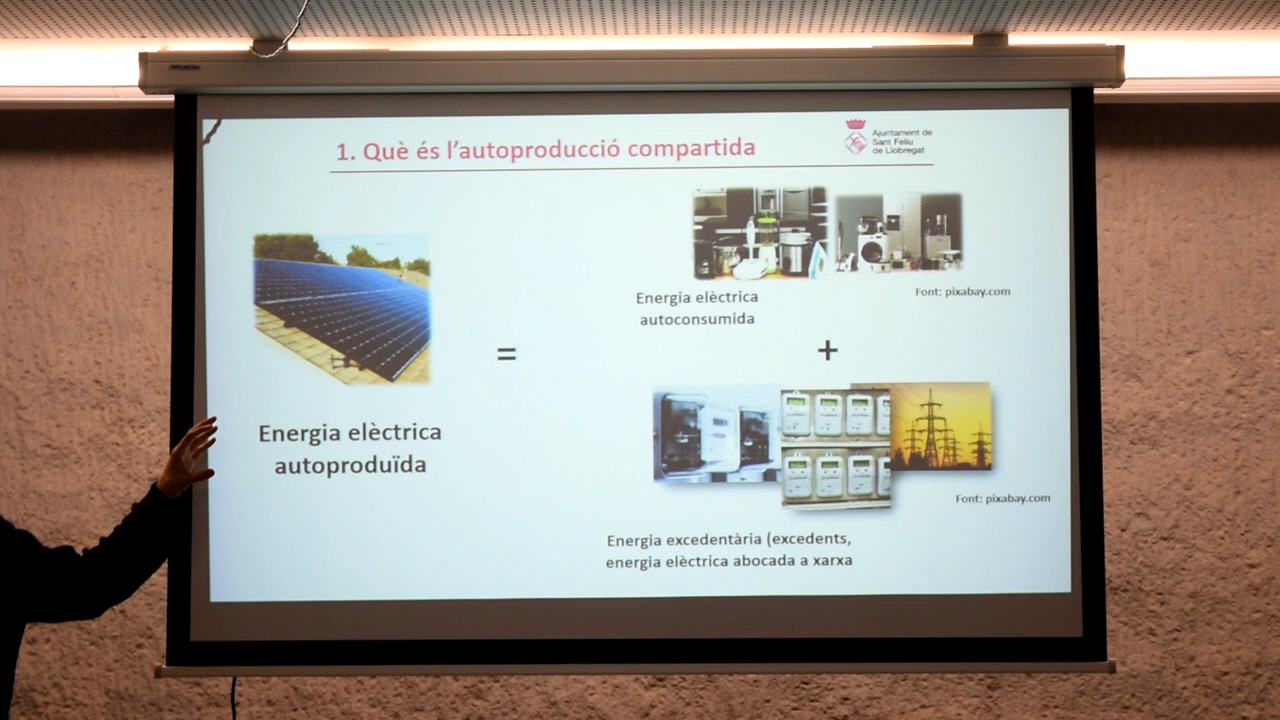 1. Què és l'autoproducció compartida
Ajuntament de
Sant Feliu
de Llobregat
Energia elèctrica
autoconsumida
Font: pixabay.com
=
+
Energia elèctrica
autoproduïda
Font: pixabay.com
Energia excedentària (excedents,
energia elèctrica abocada a xarxa